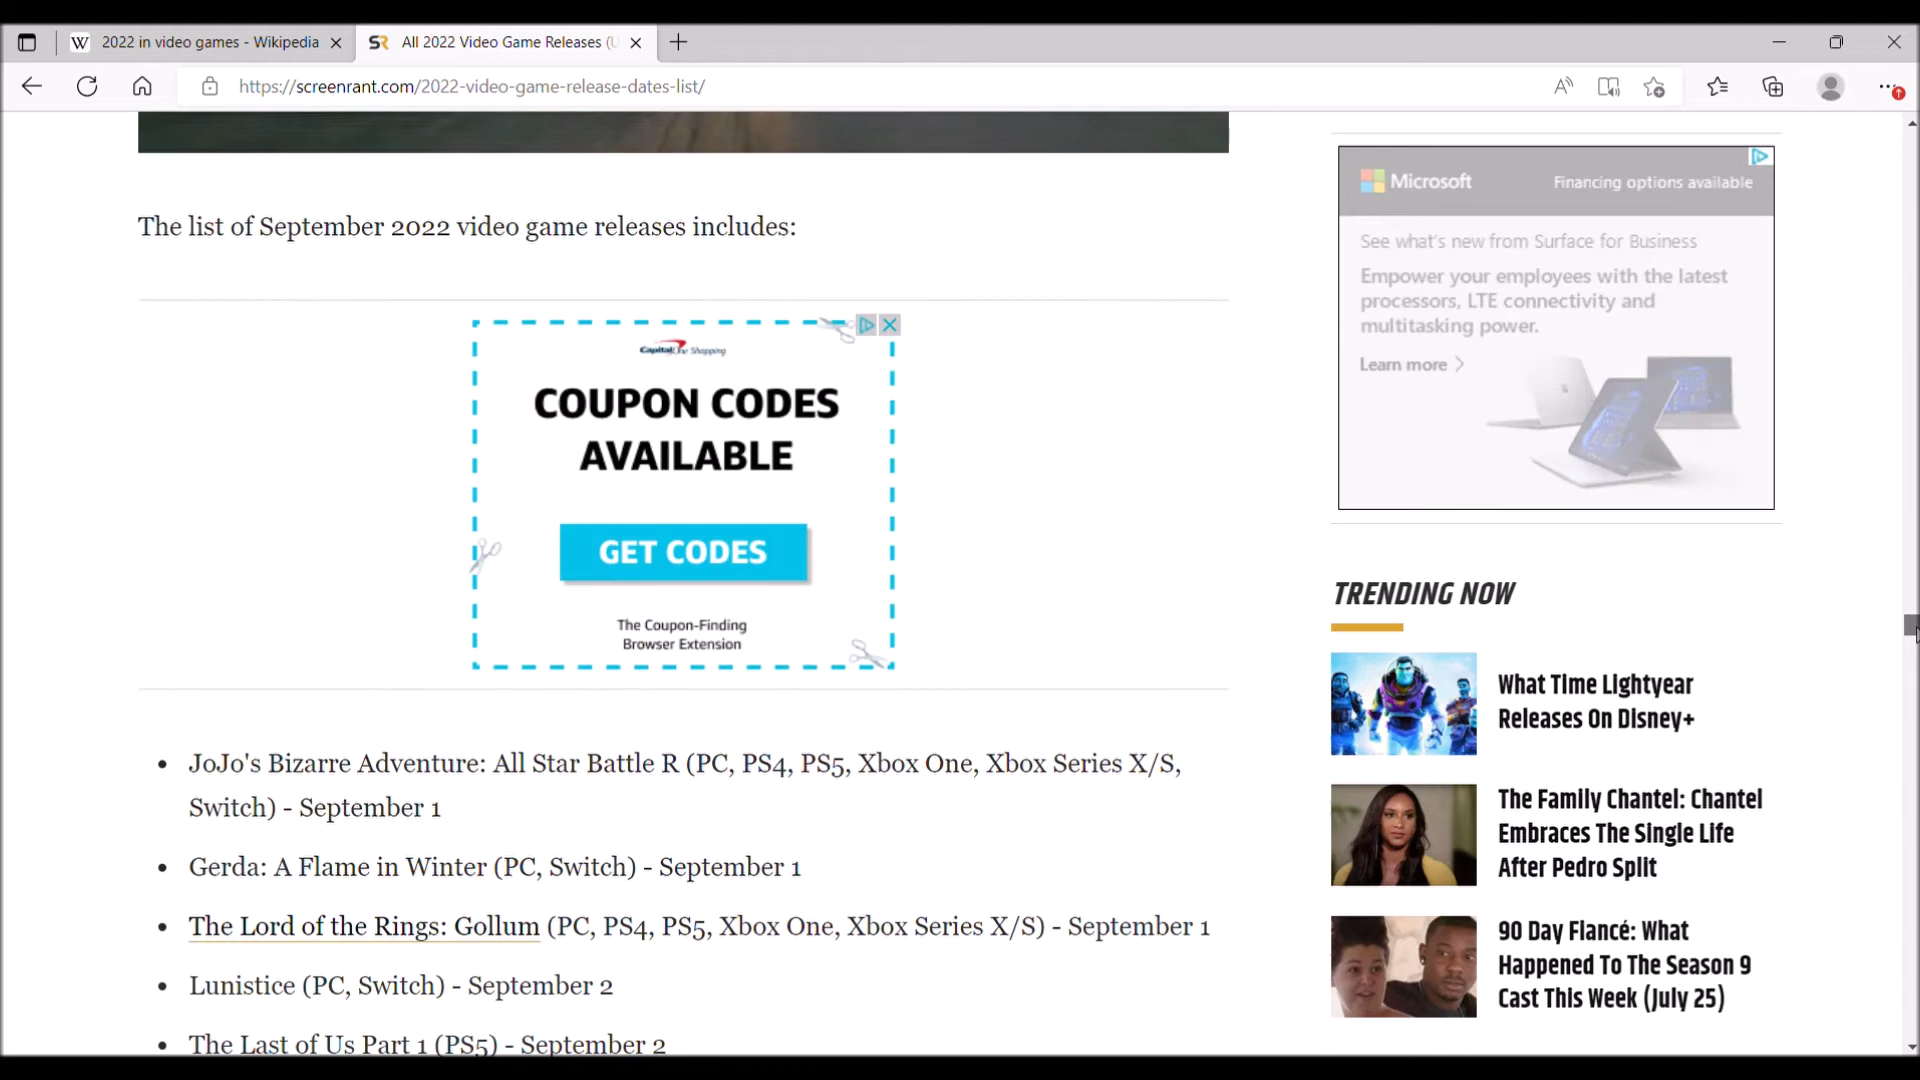 2022 in video games - Wikipedia
All 2022 Video Game Releases (U
https://screenrant.com/2022-video-game-release-dates-list/
The list of September 2022 video game releases includes:
Capital One Shopping
COUPON CODES
AVAILABLE
GET CODES
The Coupon-Finding
Browser Extension
JoJo's Bizarre Adventure: All Star Battle R (PC, PS4, PS5, Xbox One, Xbox Series X/S,
Switch) - September 1
Gerda: A Flame in Winter (PC, Switch) - September 1
The Lord of the Rings: Gollum (PC, PS4, PS5, Xbox One, Xbox Series X/S) - September 1
Lunistice (PC, Switch) - September 2
The Last of Us Part 1 (PS5) - September 2
Microsoft
Financing options available
See what's new from Surface for Business
Empower your employees with the latest
processors, LTE connectivity and
multitasking power.
Learn more
TRENDING NOW
What Time Lightyear
Releases On Disney+
The Family Chantel: Chantel
Embraces The Single Life
After Pedro Split
90 Day Fiancé: What
Happened To The Season 9
Cast This Week (July 25)